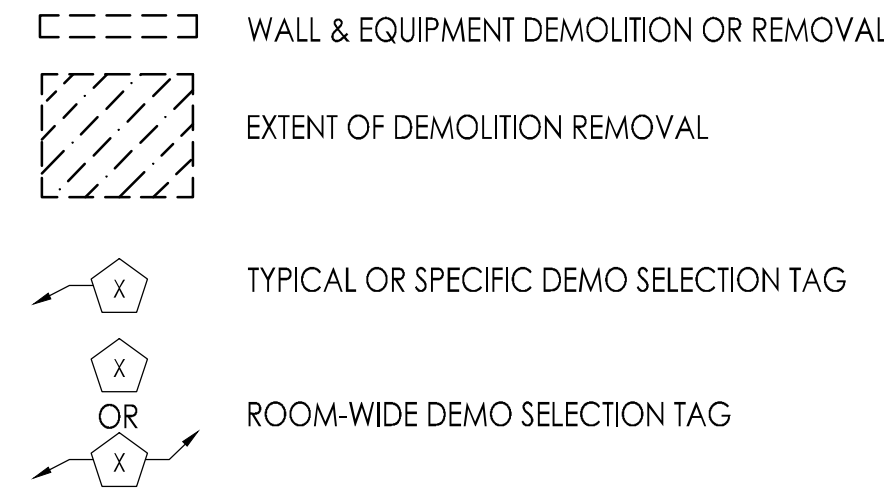 WALL & EQUIPMENT DEMOLITION OR REMOVAL
EXTENT OF DEMOLITION REMOVAL
X
TYPICAL OR SPECIFIC DEMO SELECTION TAG
X
OR
ROOM-WIDE DEMO SELECTION TAG
X